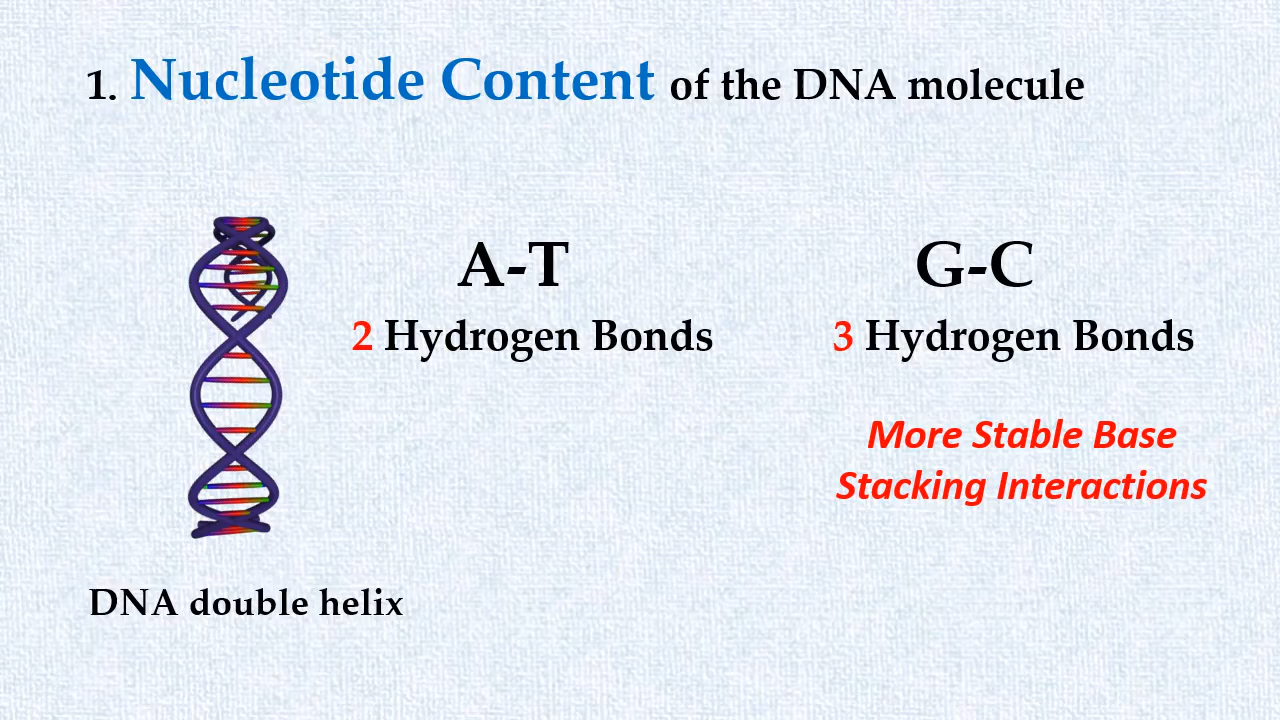 1. Nucleotide Content of the DNA molecule
A-T
2 Hydrogen Bonds
G-C
3 Hydrogen Bonds
More Stable Base
Stacking Interactions
DNA double helix